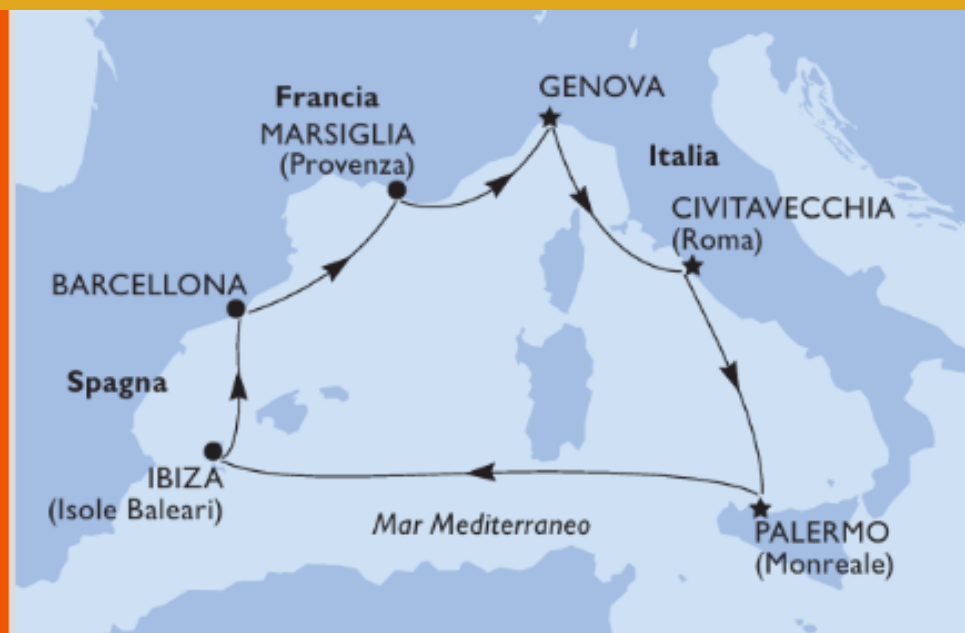 GENOVA
Francia
MARSIGLIA
(Provenza)
Italia
CIVITAVECCHIA
(Roma)
BARCELLONA
Spagna
IBIZA
(Isole Baleari)
Mar Mediterraneo
PALERMO
(Monreale)